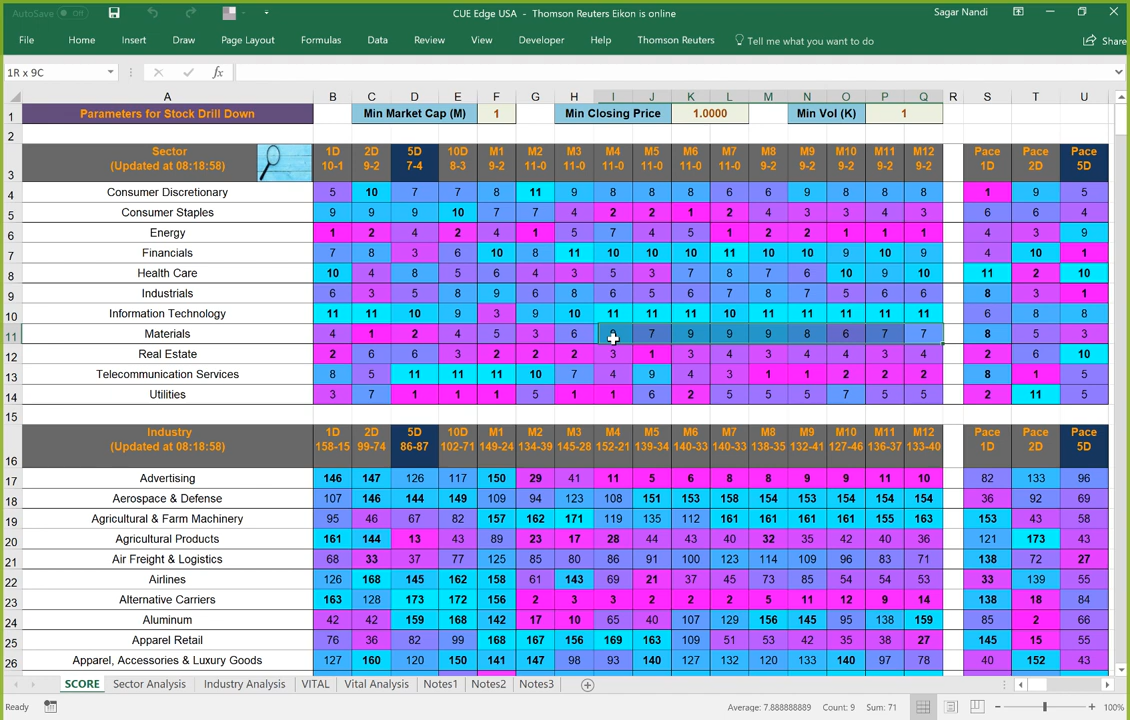 AutoSave Off CUE Edge USA - Thomson Reuters Eikon is online Sagar Nandi
File Home Insert Draw Page Layout Formulas Data Review View Developer Help Thomson Reuters Tell me what you want to do Share
1R x 9C fx
A B C D E F G H I J K L M N O P Q R S T U
1 Parameters for Stock Drill Down Min Market Cap (M) 1 Min Closing Price 1.0000 Min Vol (K) 1
2
Sector 1D 2D 5D 10D M1 M2 M3 M4 M5 M6 M7 M8 M9 M10 M11 M12 Pace Pace Pace
3 (Updated at 08:18:58) 10-1 9-2 7-4 8-3 9-2 11-0 11-0 11-0 11-0 11-0 11-0 9-2 9-2 9-2 9-2 9-2 1D 2D 5D
4 Consumer Discretionary 5 10 7 7 8 11 9 8 8 8 6 6 9 8 8 8 1 9 5
5 Consumer Staples 9 9 9 10 7 7 4 2 2 1 2 4 3 3 4 3 6 6 4
6 Energy 1 2 4 2 4 1 5 7 4 5 1 2 2 1 1 1 4 3 9
7 Financials 7 8 3 6 10 8 11 10 10 10 11 10 10 9 10 9 4 10 1
8 Health Care 10 4 8 5 6 4 3 5 3 7 8 7 6 10 9 10 11 2 10
9 Industrials 6 3 5 8 9 6 8 6 5 6 7 8 7 5 6 6 8 3 1
10 Information Technology 11 11 10 9 3 9 10 11 11 11 10 11 11 11 11 11 6 8 8
11 Materials 4 1 2 4 5 3 6 7 9 9 9 8 6 7 7 8 5 3
12 Real Estate 2 6 6 3 2 2 2 3 1 3 4 3 4 4 3 4 2 6 10
13 Telecommunication Services 8 5 11 11 11 10 7 4 9 4 3 1 1 2 2 2 8 1 5
14 Utilities 3 7 1 1 1 5 1 1 6 2 5 5 5 7 5 5 2 11 5
15
Industry 1D 2D 5D 10D M1 M2 M3 M4 M5 M6 M7 M8 M9 M10 M11 M12 Pace Pace Pace
16 (Updated at 08:18:58) 158-15 99-74 86-87 102-71 149-24 134-39 145-28 152-21 139-34 140-33 140-33 138-35 132-41 127-46 136-37 133-40 1D 2D 5D
17 Advertising 146 147 126 117 150 29 41 11 5 6 8 8 9 9 11 10 82 133 96
18 Aerospace & Defense 107 146 144 149 109 94 123 108 151 153 158 154 153 154 154 154 36 92 69
19 Agricultural & Farm Machinery 95 46 67 82 157 162 171 119 135 112 161 161 161 161 155 163 153 43 58
20 Agricultural Products 161 144 13 43 89 23 17 28 44 43 40 32 35 42 40 36 121 173 43
21 Air Freight & Logistics 68 33 37 77 125 85 80 86 91 100 123 114 109 96 83 71 138 72 27
22 Airlines 126 168 145 162 158 61 143 69 21 37 45 73 85 54 54 53 33 139 55
23 Alternative Carriers 163 128 173 172 156 2 3 3 2 2 2 5 11 12 9 14 138 18 84
24 Aluminum 42 42 159 168 142 17 10 65 40 107 129 156 145 95 138 159 85 2 66
25 Apparel Retail 76 36 82 99 168 167 156 169 163 109 51 53 42 35 38 27 145 15 55
26 Apparel, Accessories & Luxury Goods 127 160 120 150 141 147 98 93 140 127 132 120 133 140 97 78 40 152 43
SCORE Sector Analysis Industry Analysis VITAL Vital Analysis Notes1 Notes2 Notes3
Ready Average: 7.888888889 Count: 9 Sum: 71 100%